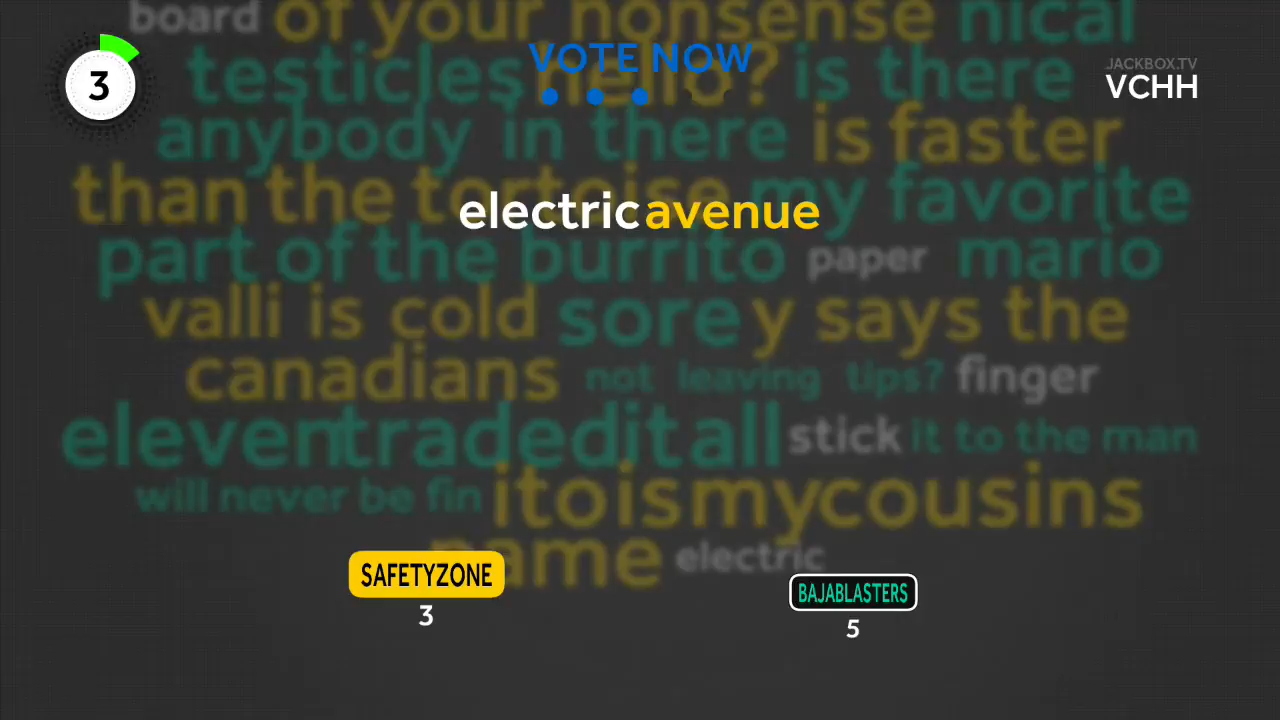 board of your nonsense nical
testicles hello? is there
VOTE NOW
3
JACKBOX.TV
VCHH
anybody in there is faster
than the tortoise my favorite
electric avenue
part of the burrito paper mario
valli is cold sore y says the
canadians not leaving tips? finger
eleventradeditall stick it to the man
will never be fin itoismycousins
name electric
SAFETYZONE
3
BAJABLASTERS
5